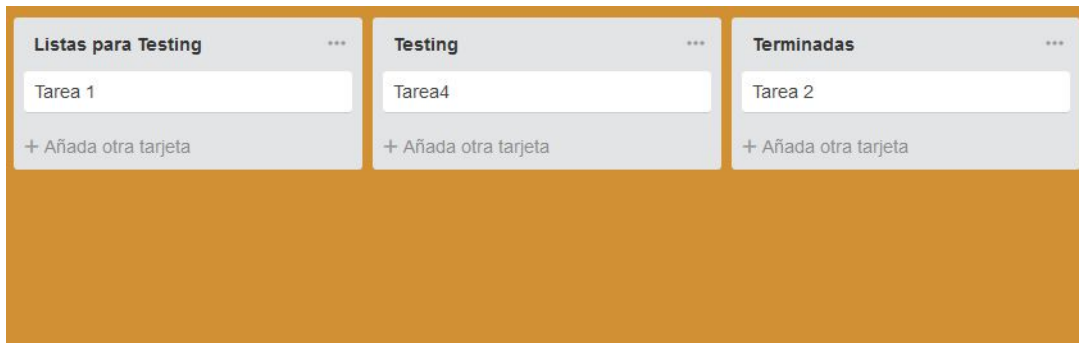 Listas para Testing
Tarea 1
+ Añada otra tarjeta
Testing
Tarea4
+ Añada otra tarjeta
Terminadas
Tarea 2
+ Añada otra tarjeta